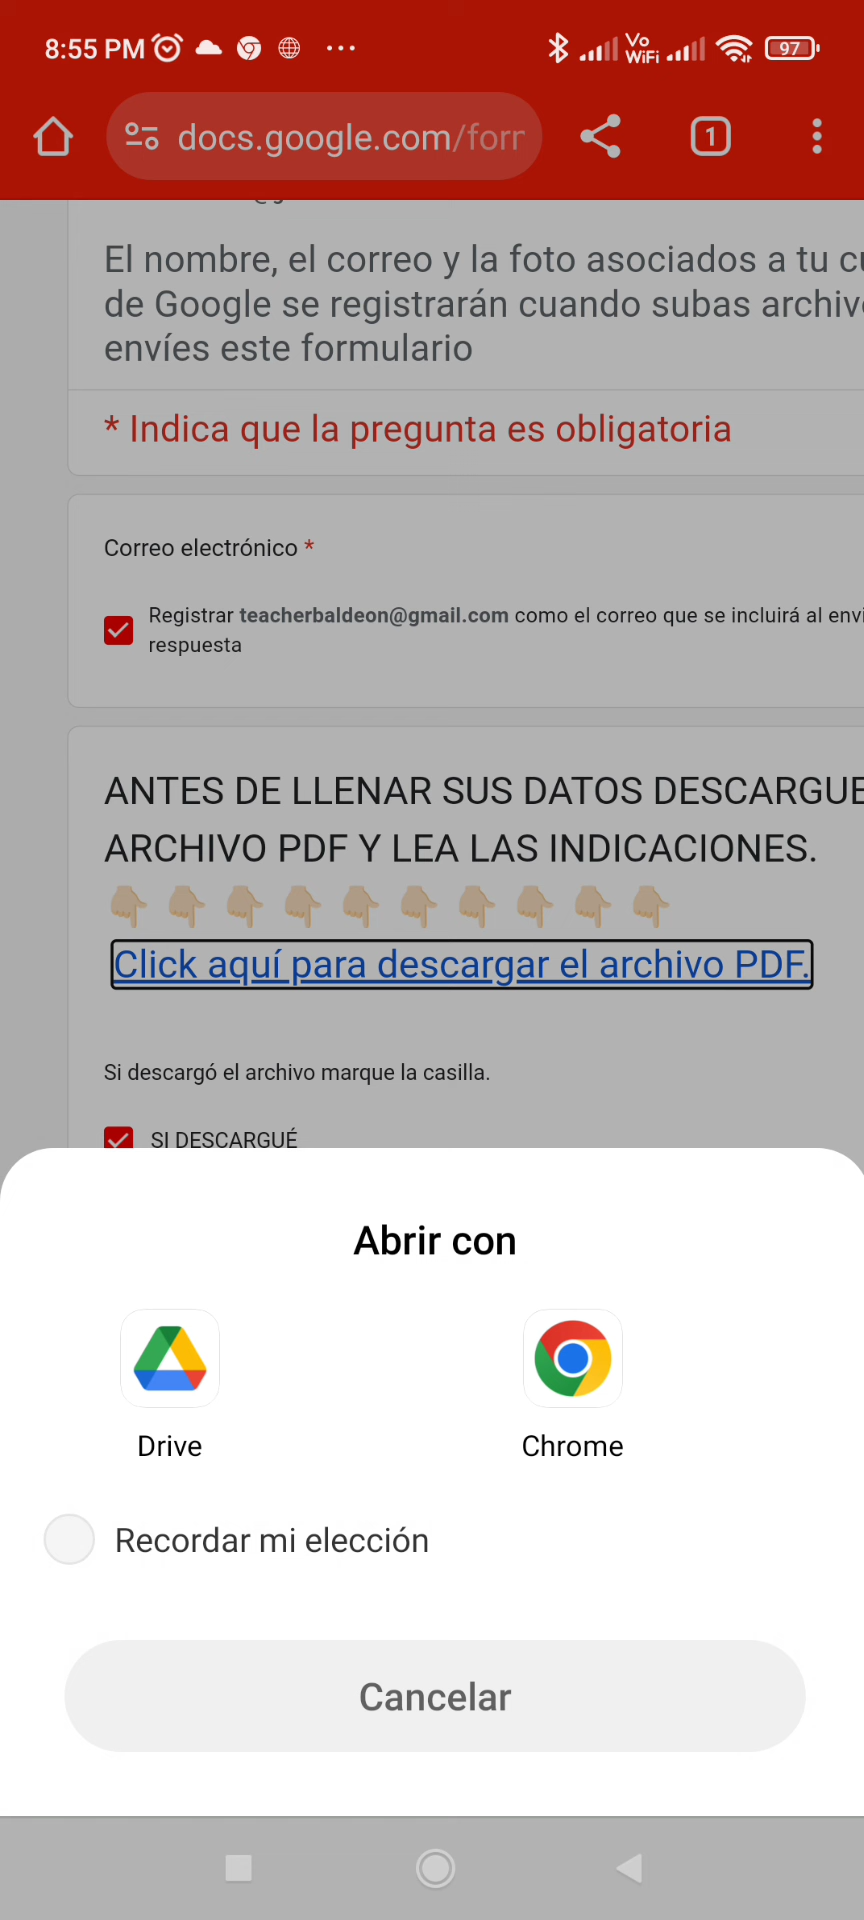 8:55 PM
Vo WiFi
97
docs.google.com/forr
1
El nombre, el correo y la foto asociados a tu cu
de Google se registrarán cuando subas archivo
envíes este formulario
* Indica que la pregunta es obligatoria
Correo electrónico *
Registrar teacherbaldeon@gmail.com como el correo que se incluirá al envi
respuesta
ANTES DE LLENAR SUS DATOS DESCARGUE
ARCHIVO PDF Y LEA LAS INDICACIONES.
👇🏼 👇🏼 👇🏼 👇🏼 👇🏼 👇🏼 👇🏼 👇🏼 👇🏼 👇🏼
Click aquí para descargar el archivo PDF.
Si descargó el archivo marque la casilla.
SI DESCARGUÉ
Abrir con
Drive
Chrome
Recordar mi elección
Cancelar